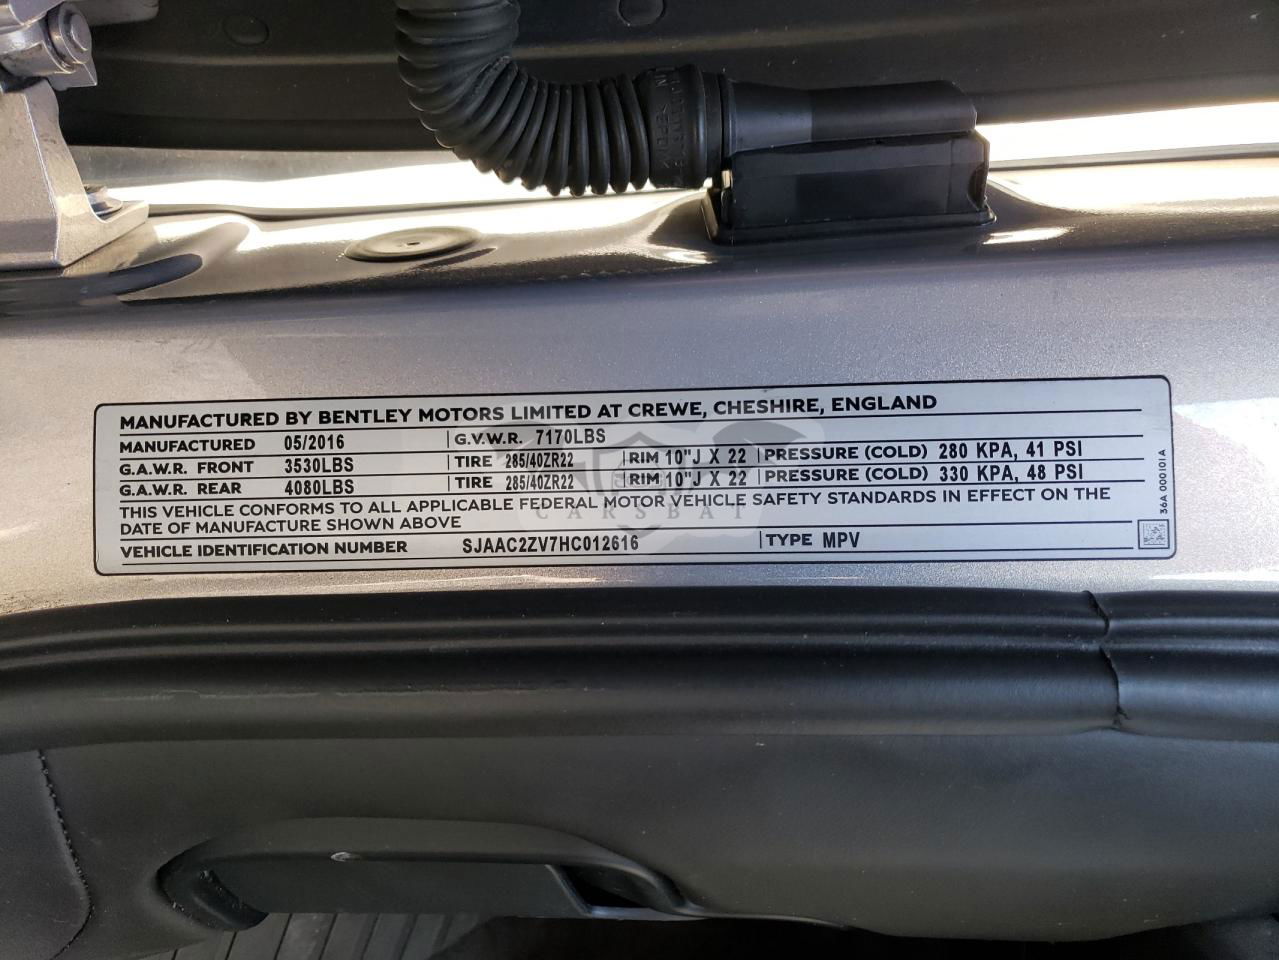 MANUFACTURED BY BENTLEY MOTORS LIMITED AT CREWE, CHESHIRE, ENGLAND
MANUFACTURED 05/2016 G.V.W.R. 7170LBS
G.A.W.R. FRONT 3530LBS TIRE 285/40ZR22 RIM 10"J X 22 PRESSURE (COLD) 280 KPA, 41 PSI
G.A.W.R. REAR 4080LBS TIRE 285/40ZR22 RIM 10"J X 22 PRESSURE (COLD) 330 KPA, 48 PSI
THIS VEHICLE CONFORMS TO ALL APPLICABLE FEDERAL MOTOR VEHICLE SAFETY STANDARDS IN EFFECT ON THE
DATE OF MANUFACTURE SHOWN ABOVE
VEHICLE IDENTIFICATION NUMBER SJAAC2ZV7HC012616 TYPE MPV
36A 000101A
CARSBAT